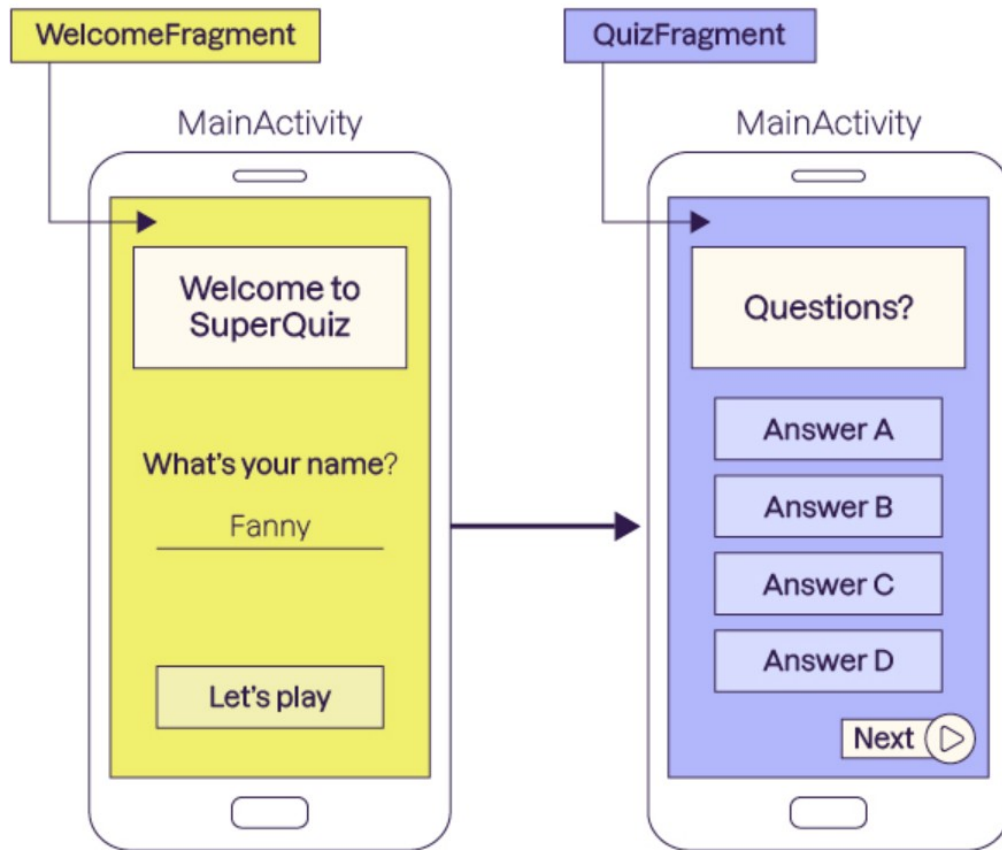 WelcomeFragment
QuizFragment
MainActivity
MainActivity
Welcome to
SuperQuiz
What's your name?
Fanny
Let's play
Questions?
Answer A
Answer B
Answer C
Answer D
Next